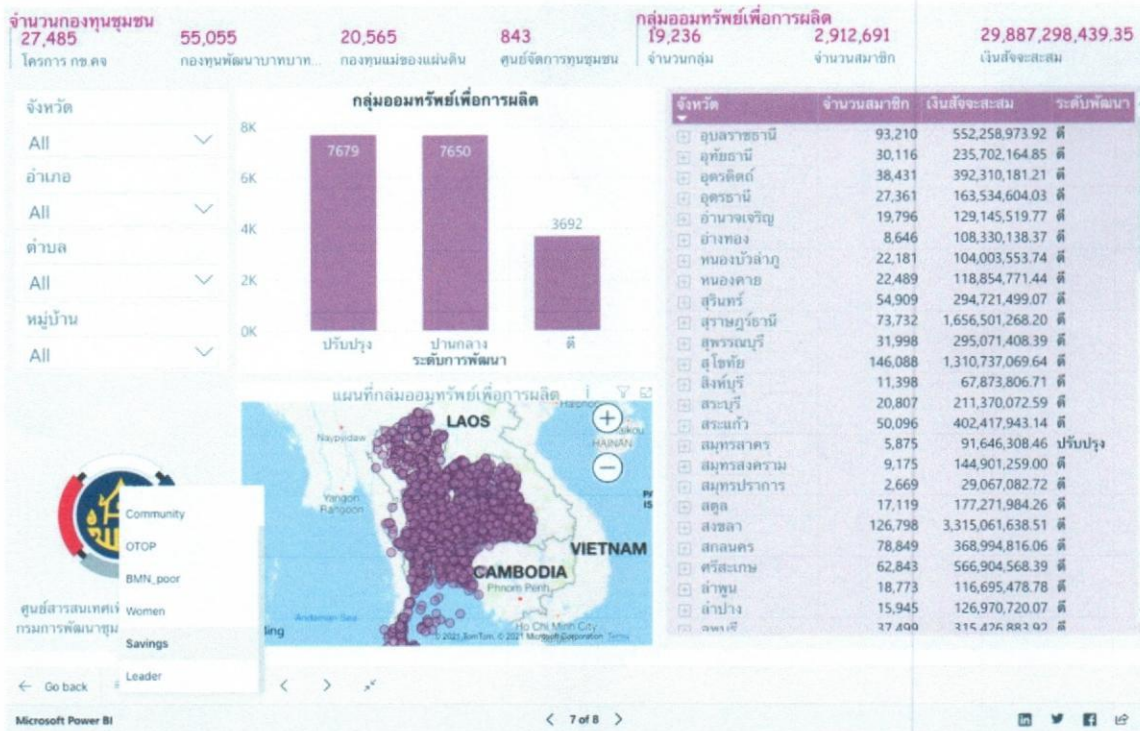 จำนวนกองทุนชุมชน
27,485
โครงการ กข.คจ
55,055
กองทุนพัฒนาบาทบาท...
20,565
กองทุนแม่ของแผ่นดิน
843
ศูนย์จัดการทุนชุมชน
กลุ่มออมทรัพย์เพื่อการผลิต
19,236
จำนวนกลุ่ม
2,912,691
จำนวนสมาชิก
29,887,298,439.35
เงินสัจจะสะสม
จังหวัด
All
อำเภอ
All
ตำบล
All
หมู่บ้าน
All
กลุ่มออมทรัพย์เพื่อการผลิต
8K
6K
4K
2K
0K
7679
7650
3692
ปรับปรุง
ปานกลาง
ดี
ระดับการพัฒนา
แผนที่กลุ่มออมทรัพย์เพื่อการผลิต
LAOS
Naypyidaw
HAINAN
Yangon
Rangoon
VIETNAM
CAMBODIA
Phnom Penh
Andaman Sea
Ho Chi Minh City
© 2021 TomTom, © 2021 Microsoft Corporation Terms
จังหวัด จำนวนสมาชิก เงินสัจจะสะสม ระดับพัฒนา
อุบลราชธานี 93,210 552,258,973.92 ดี
อุทัยธานี 30,116 235,702,164.85 ดี
อุตรดิตถ์ 38,431 392,310,181.21 ดี
อุดรธานี 27,361 163,534,604.03 ดี
อำนาจเจริญ 19,796 129,145,519.77 ดี
อ่างทอง 8,646 108,330,138.37 ดี
หนองบัวลำภู 22,181 104,003,553.74 ดี
หนองคาย 22,489 118,854,771.44 ดี
สุรินทร์ 54,909 294,721,499.07 ดี
สุราษฎร์ธานี 73,732 1,656,501,268.20 ดี
สุพรรณบุรี 31,998 295,071,408.39 ดี
สุโขทัย 146,088 1,310,737,069.64 ดี
สิงห์บุรี 11,398 67,873,806.71 ดี
สระบุรี 20,807 211,370,072.59 ดี
สระแก้ว 50,096 402,417,943.14 ดี
สมุทรสาคร 5,875 91,646,308.46 ปรับปรุง
สมุทรสงคราม 9,175 144,901,259.00 ดี
สมุทรปราการ 2,669 29,067,082.72 ดี
สตูล 17,119 177,271,984.26 ดี
สงขลา 126,798 3,315,061,638.51 ดี
สกลนคร 78,849 368,994,816.06 ดี
ศรีสะเกษ 62,843 566,904,568.39 ดี
ลำพูน 18,773 116,695,478.78 ดี
ลำปาง 15,945 126,970,720.07 ดี
ลพบุรี 37,499 315,426,883.92 ดี
Community
OTOP
BMN_poor
Women
Savings
Leader
ศูนย์สารสนเทศเ
กรมการพัฒนาชุม
ing
Go back
Microsoft Power BI
7 of 8